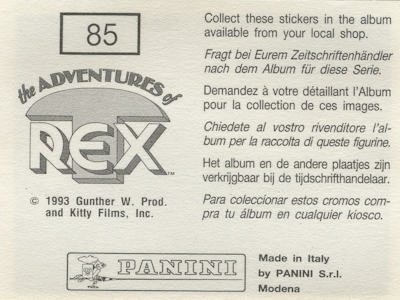 85
the ADVENTURES of
T
REX™
© 1993 Gunther W. Prod.
and Kitty Films, Inc.
Collect these stickers in the album
available from your local shop.
Fragt bei Eurem Zeitschriftenhändler
nach dem Album für diese Serie.
Demandez à votre détaillant l'Album
pour la collection de ces images.
Chiedete al vostro rivenditore l'al-
bum per la raccolta di queste figurine.
Het album en de andere plaatjes zijn
verkrijgbaar bij de tijdschrifthandelaar.
Para coleccionar estos cromos com-
pra tu álbum en cualquier kiosco.
PANINI
Made in Italy
by PANINI S.r.l.
Modena